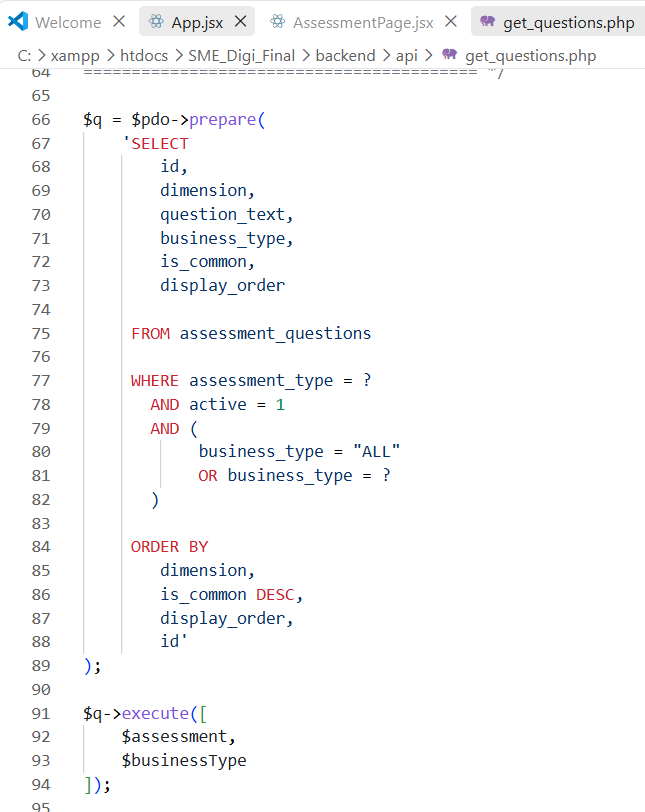 Welcome App.jsx AssessmentPage.jsx get_questions.php
C: > xampp > htdocs > SME_Digi_Final > backend > api > get_questions.php
64 ========================================= */
65
66 $q = $pdo->prepare(
67 'SELECT
68 id,
69 dimension,
70 question_text,
71 business_type,
72 is_common,
73 display_order
74
75 FROM assessment_questions
76
77 WHERE assessment_type = ?
78 AND active = 1
79 AND (
80 business_type = "ALL"
81 OR business_type = ?
82 )
83
84 ORDER BY
85 dimension,
86 is_common DESC,
87 display_order,
88 id'
89 );
90
91 $q->execute([
92 $assessment,
93 $businessType
94 ]);
95